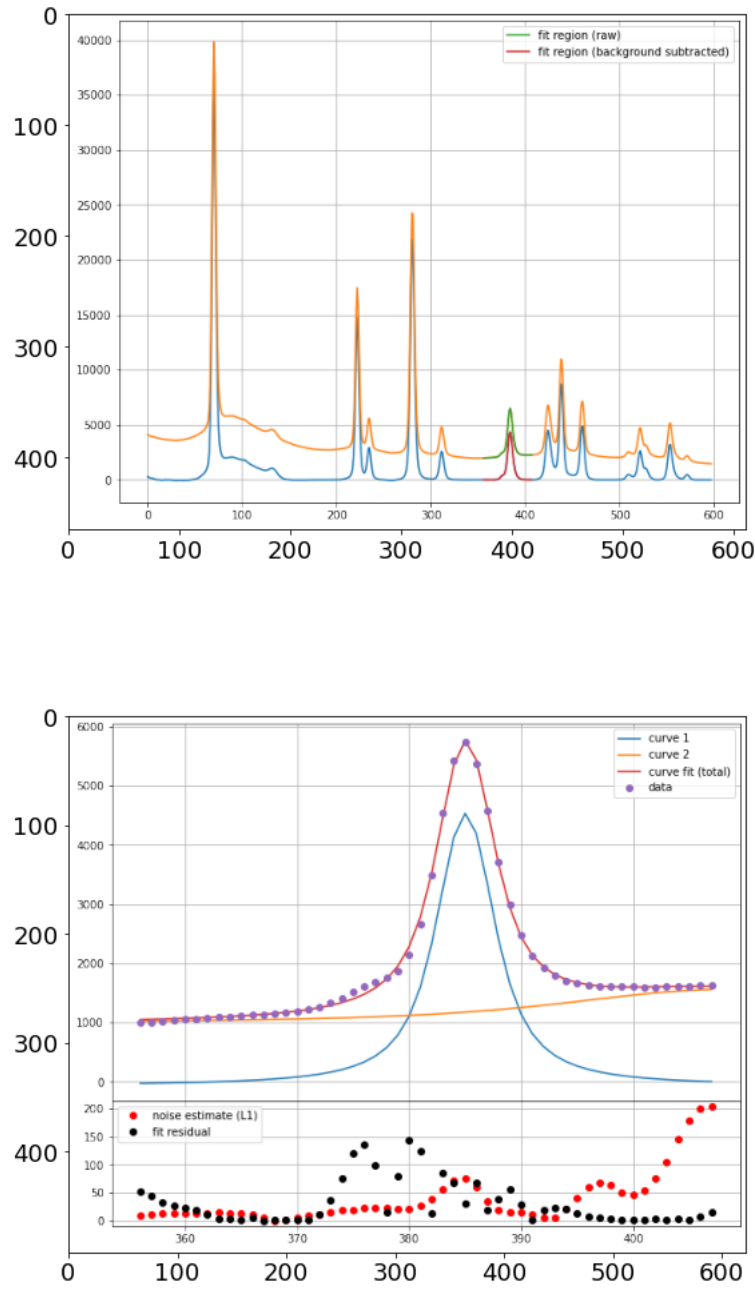 0
100
200
300
400
40000
35000
30000
25000
20000
15000
10000
5000
0
fit region (raw)
fit region (background subtracted)
0 100 200 300 400 500 600
0 100 200 300 400 500 600
0
100
200
300
400
6000
5000
4000
3000
2000
1000
0
curve 1
curve 2
curve fit (total)
data
200
150
100
50
0
noise estimate (L1)
fit residual
360 370 380 390 400
0 100 200 300 400 500 600